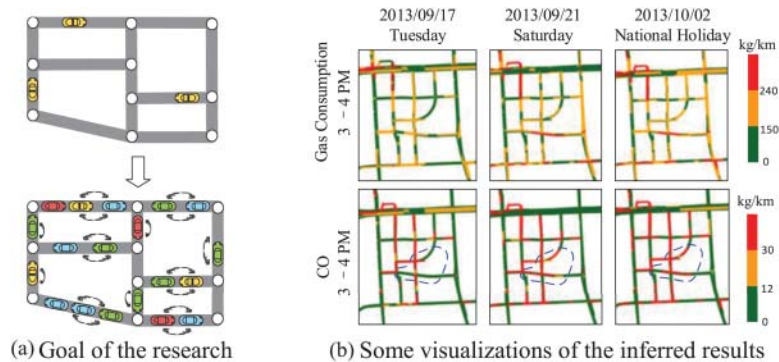 2013/09/17 2013/09/21 2013/10/02
Tuesday Saturday National Holiday
kg/km
Gas Consumption
3 – 4 PM
240
150
0
kg/km
CO
3 – 4 PM
30
12
0
(a) Goal of the research (b) Some visualizations of the inferred results